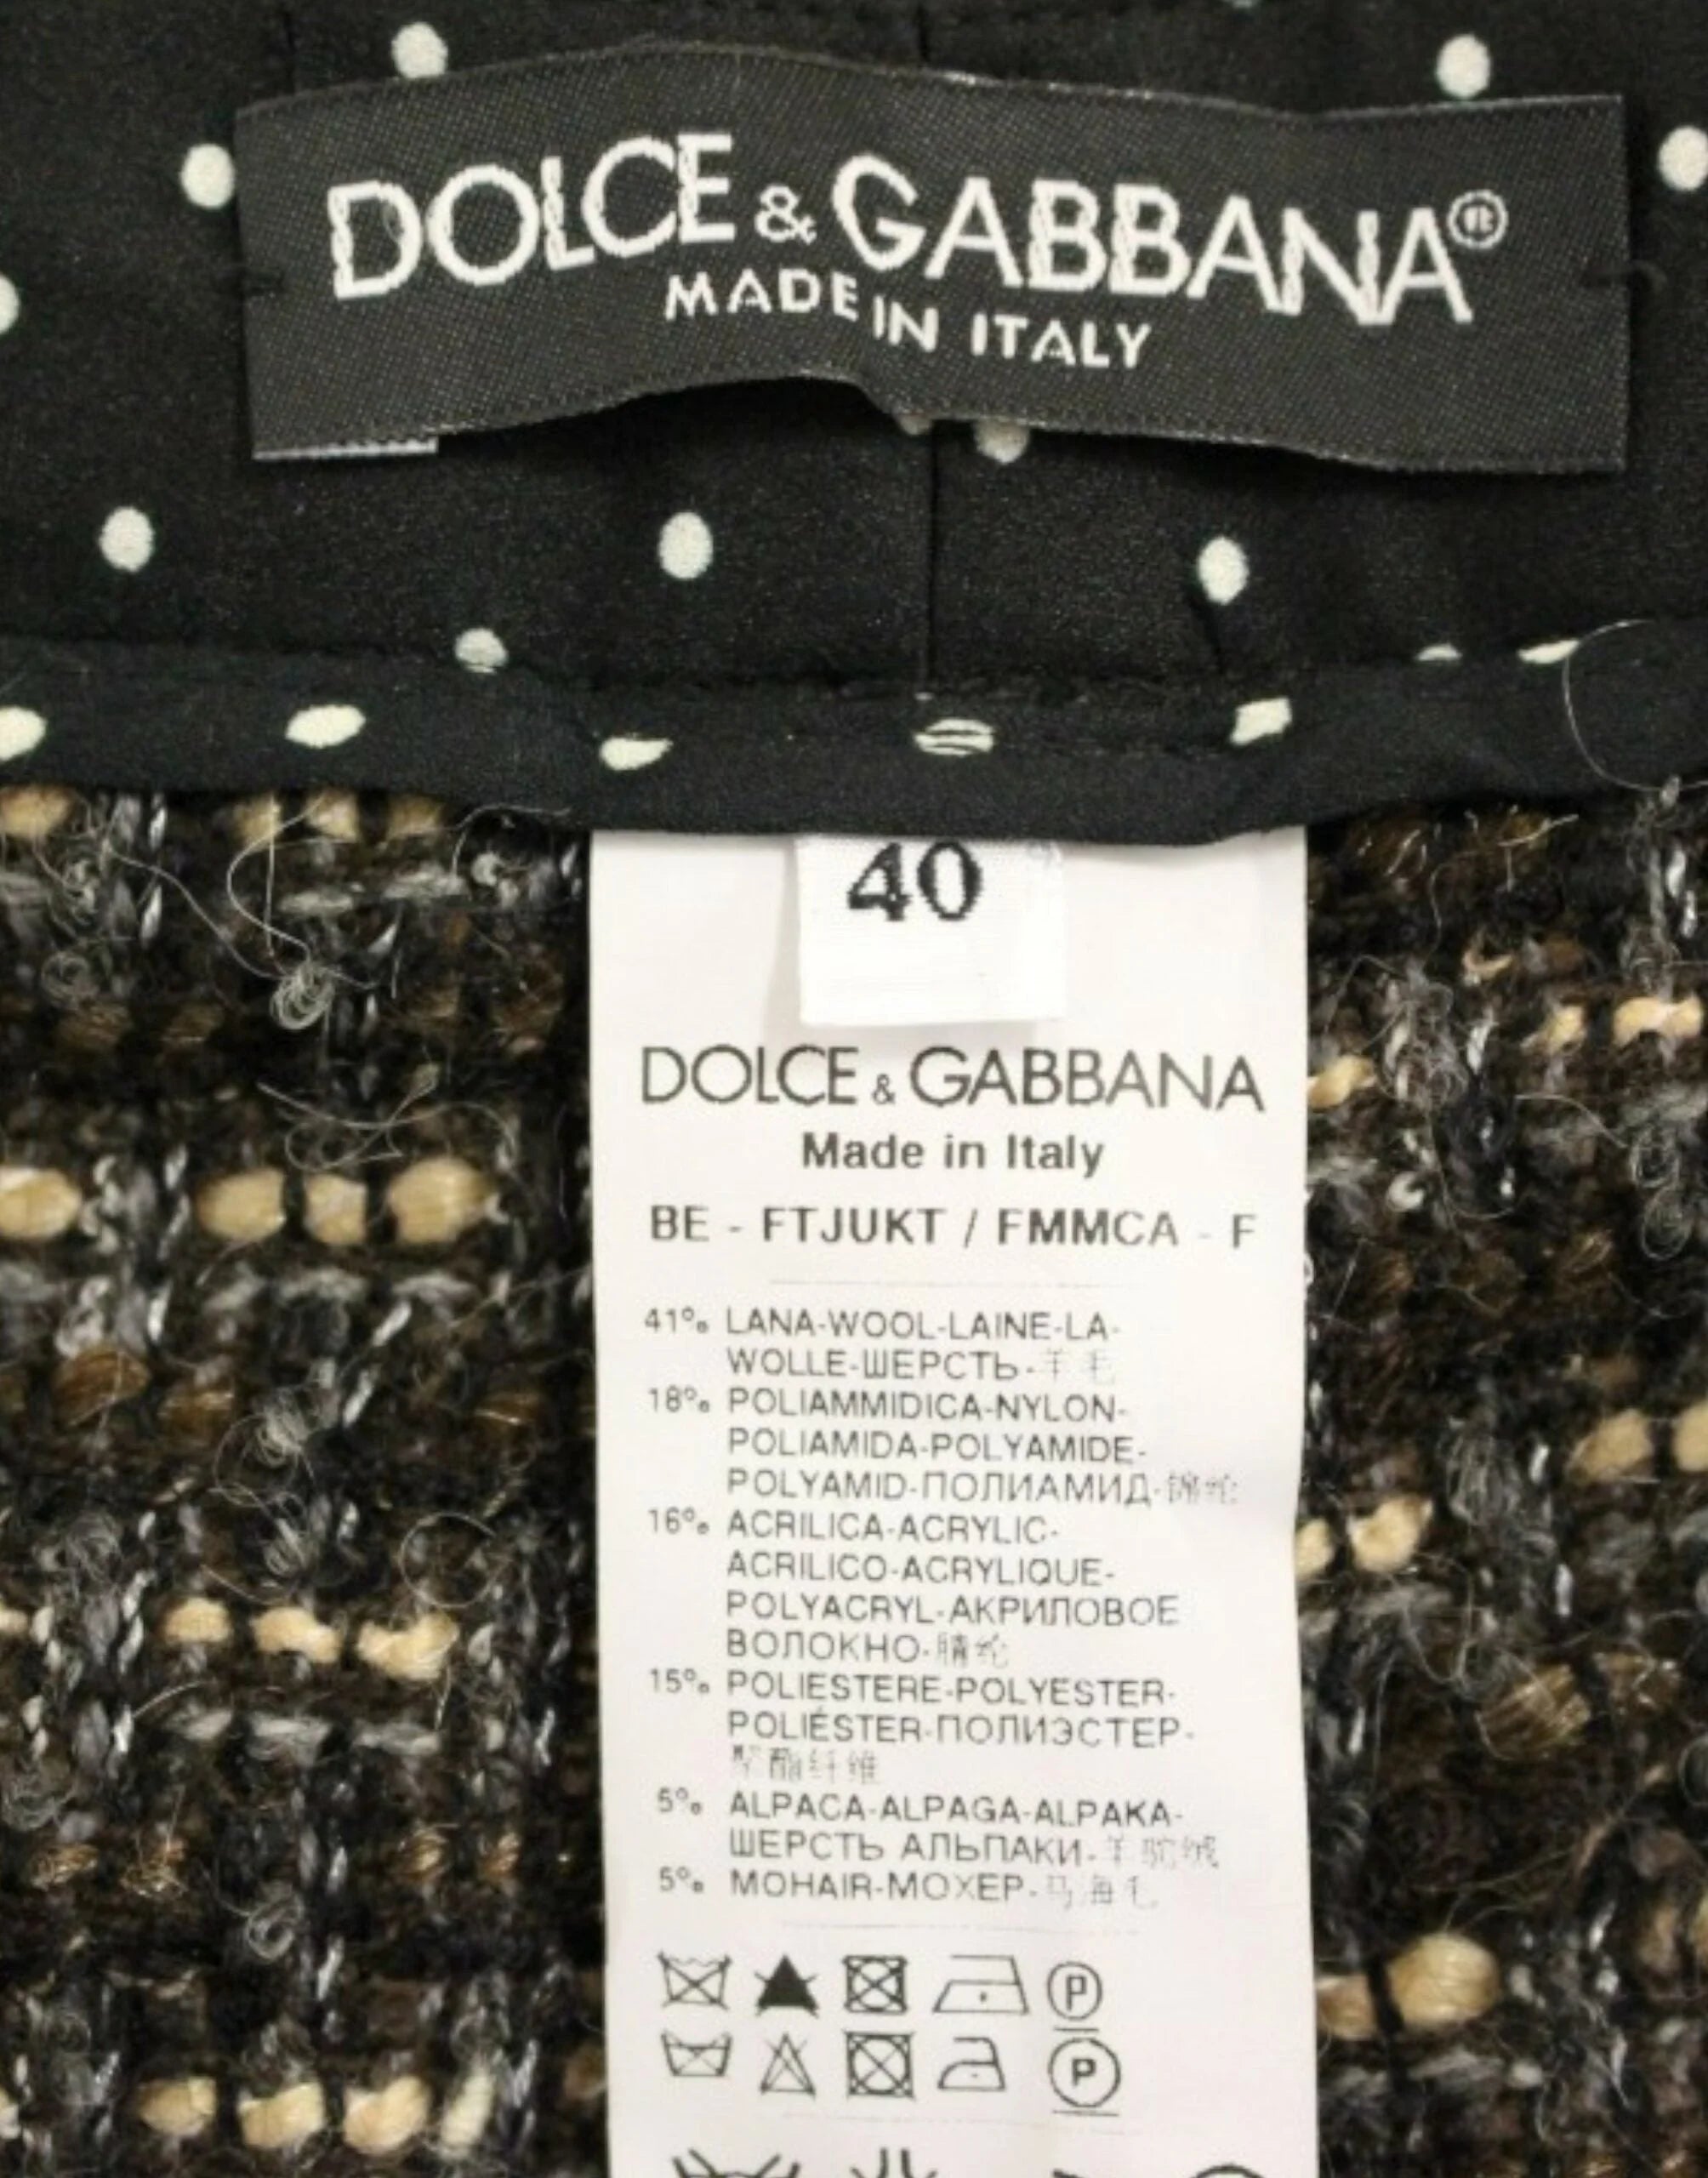 DOLCE & GABBANA®
MADE IN ITALY
40
DOLCE & GABBANA
Made in Italy
BE - FTJUKT / FMMCA - F
41% LANA-WOOL-LAINE-LA-
WOLLE-ШЕРСТЬ-羊毛
18% POLIAMMIDICA-NYLON-
POLIAMIDA-POLYAMIDE-
POLYAMID-ПОЛИАМИД-锦纶
16% ACRILICA-ACRYLIC-
ACRILICO-ACRYLIQUE-
POLYACRYL-АКРИЛОВОЕ
ВОЛОКНО-腈纶
15% POLIESTERE-POLYESTER-
POLIÉSTER-ПОЛИЭСТЕР-
聚酯纤维
5% ALPACA-ALPAGA-ALPAKA-
ШЕРСТЬ АЛЬПАКИ-羊驼绒
5% MOHAIR-МОХЕР-马海毛
P
P